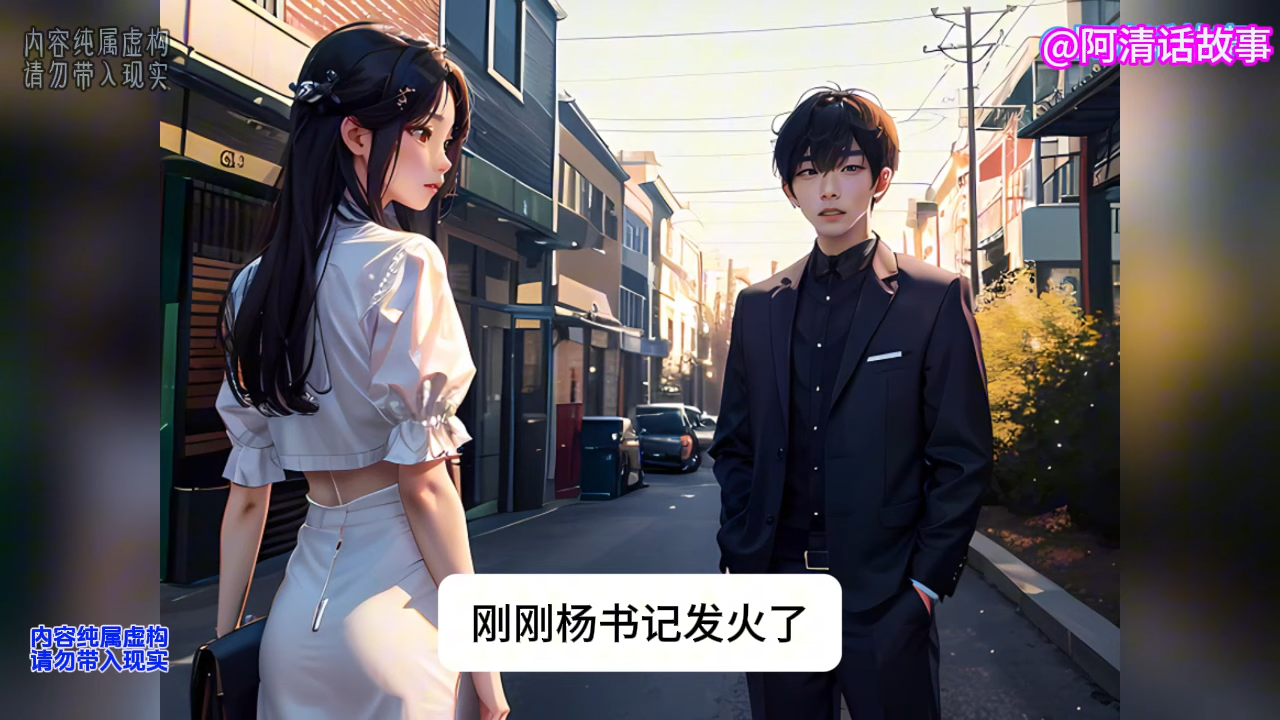 内容纯属虚构
请勿带入现实
@阿清话故事
刚刚杨书记发火了
内容纯属虚构
请勿带入现实